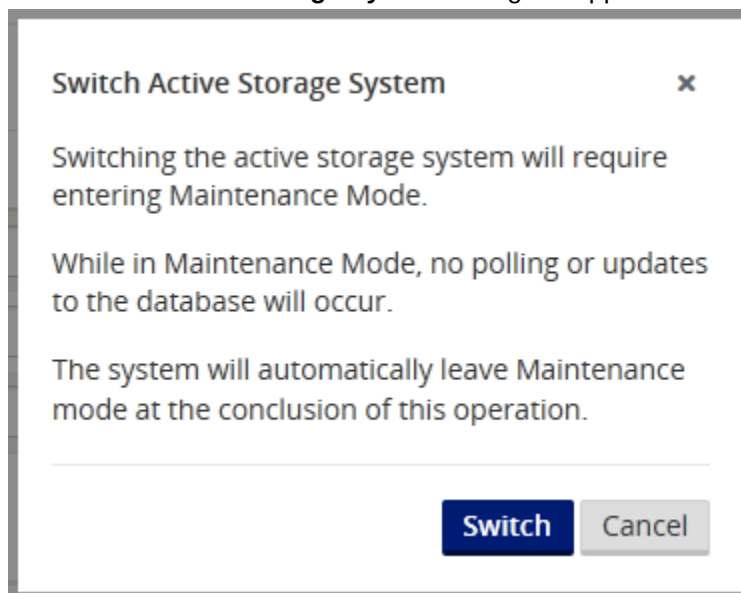 Switch Active Storage System ×
Switching the active storage system will require
entering Maintenance Mode.
While in Maintenance Mode, no polling or updates
to the database will occur.
The system will automatically leave Maintenance
mode at the conclusion of this operation.
Switch Cancel